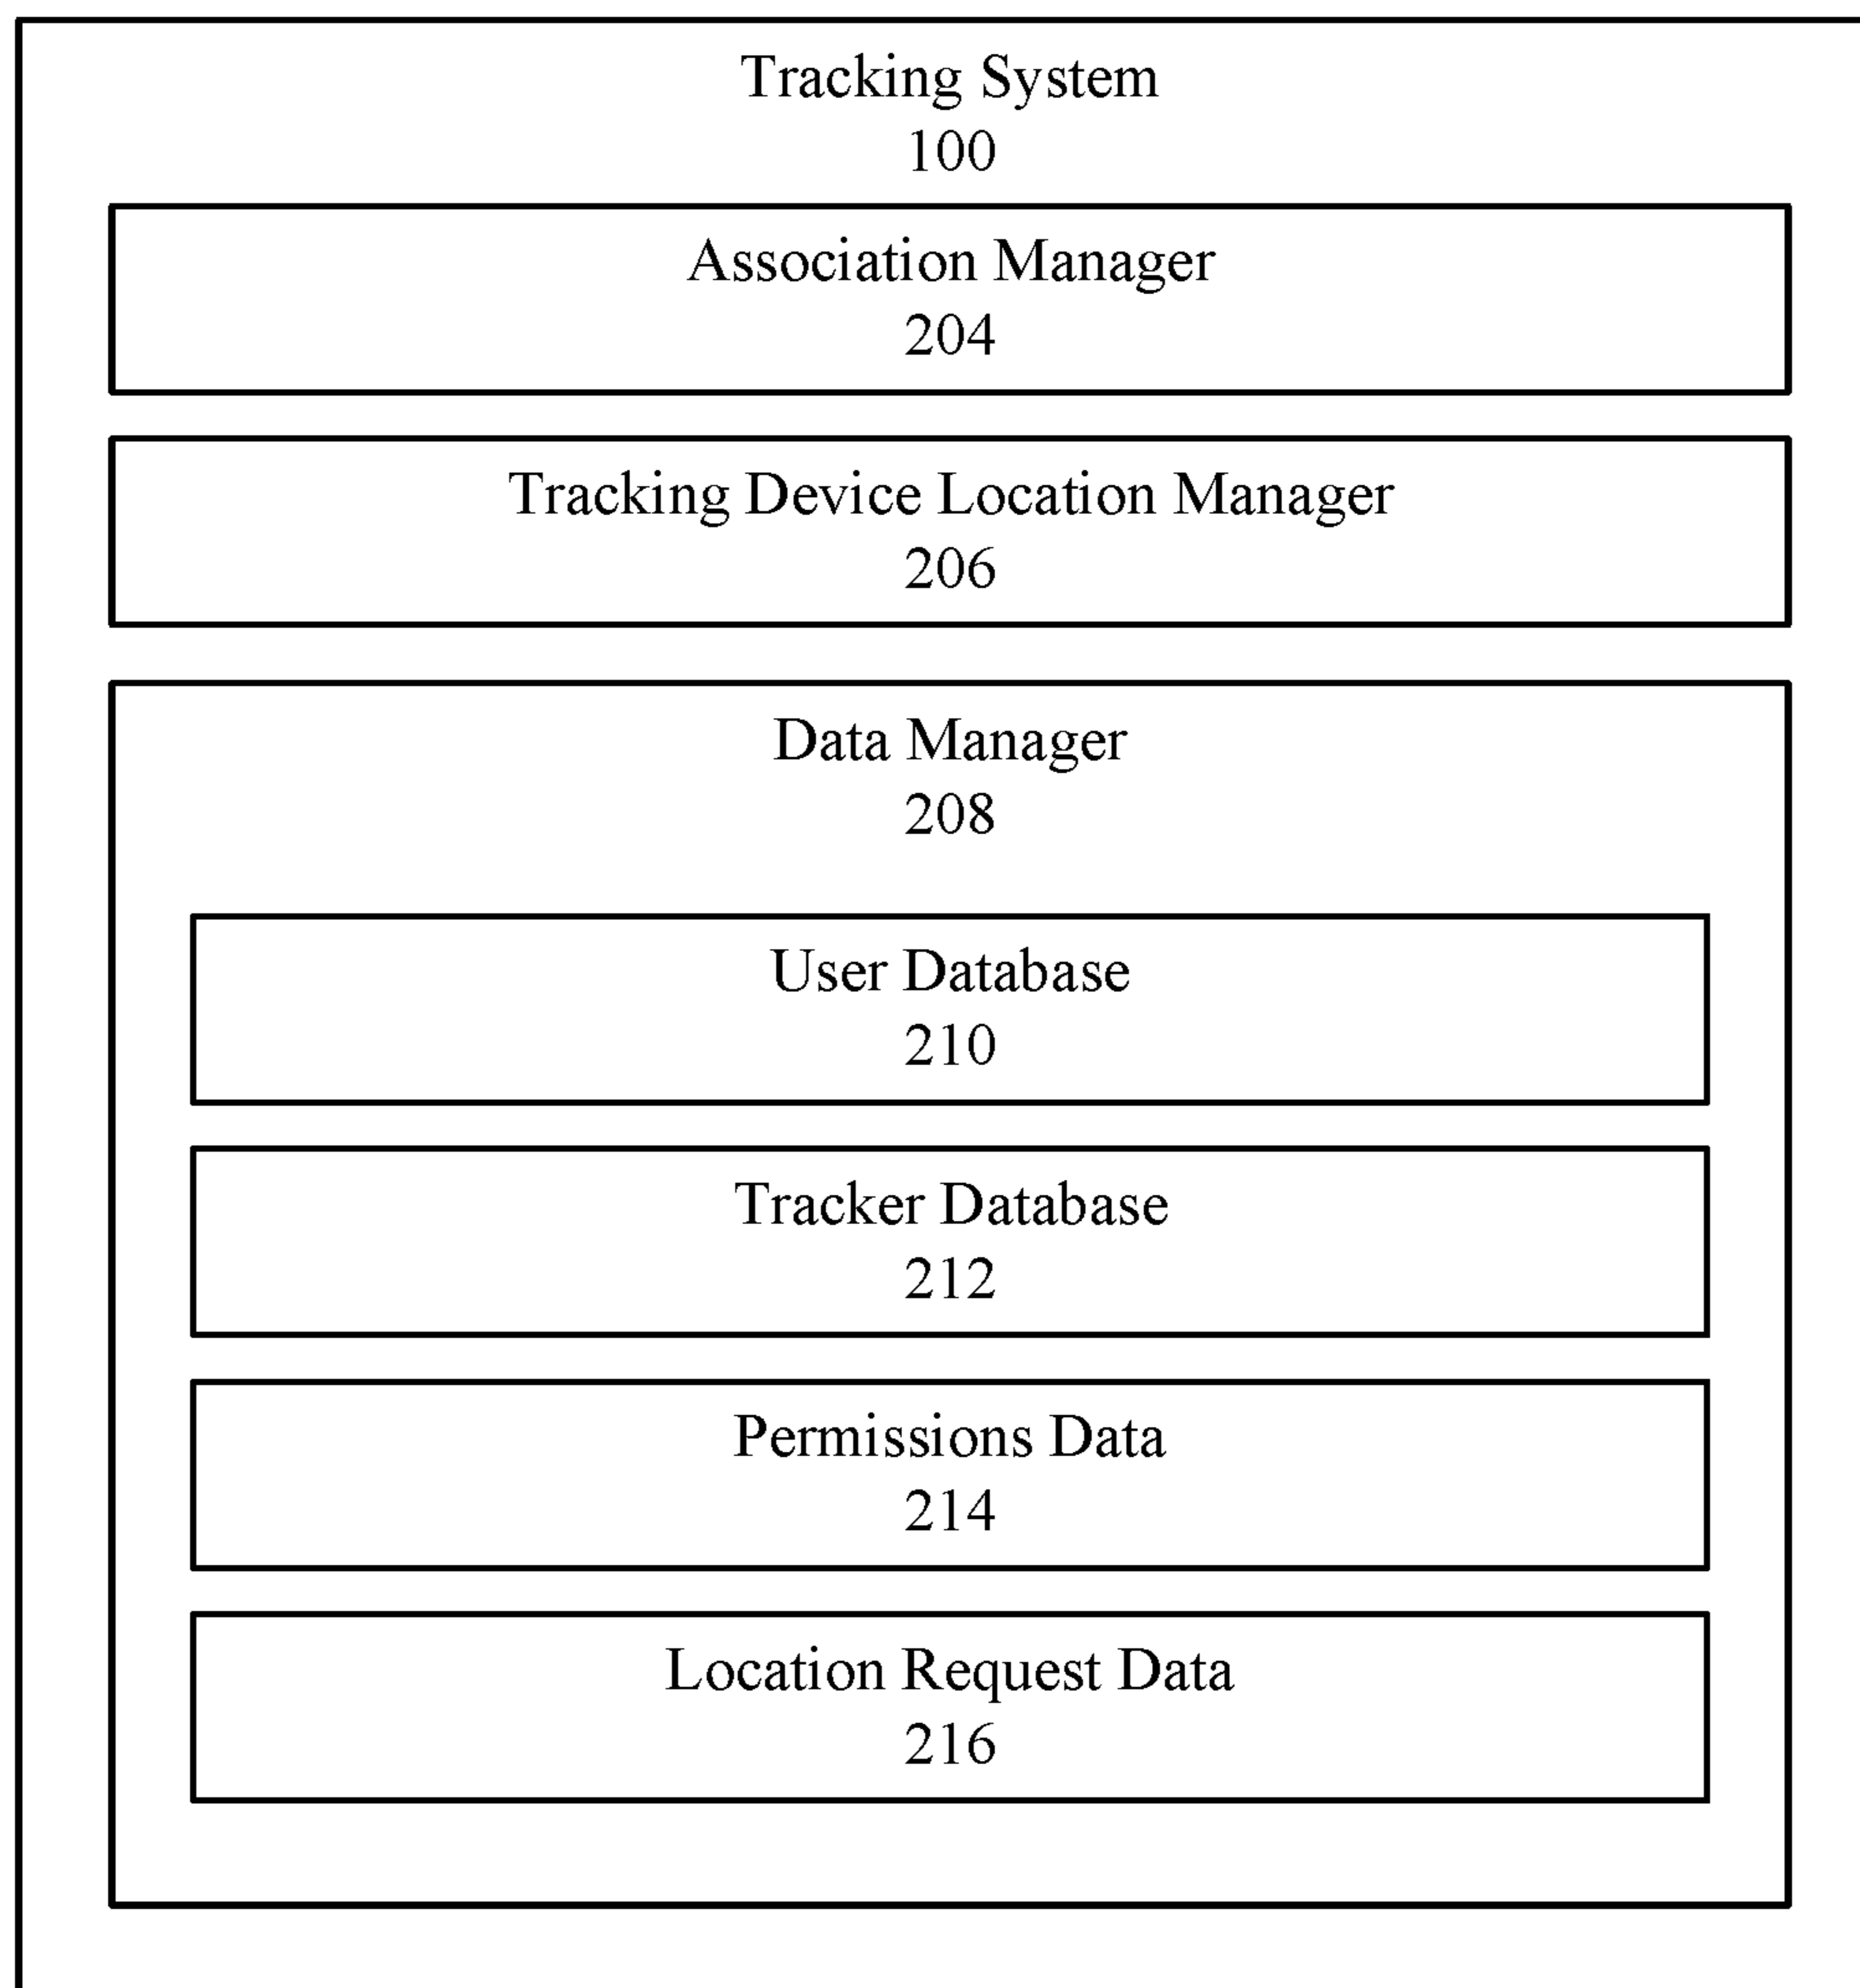 Tracking System
100
Association Manager
204
Tracking Device Location Manager
206
Data Manager
208
User Database
210
Tracker Database
212
Permissions Data
214
Location Request Data
216